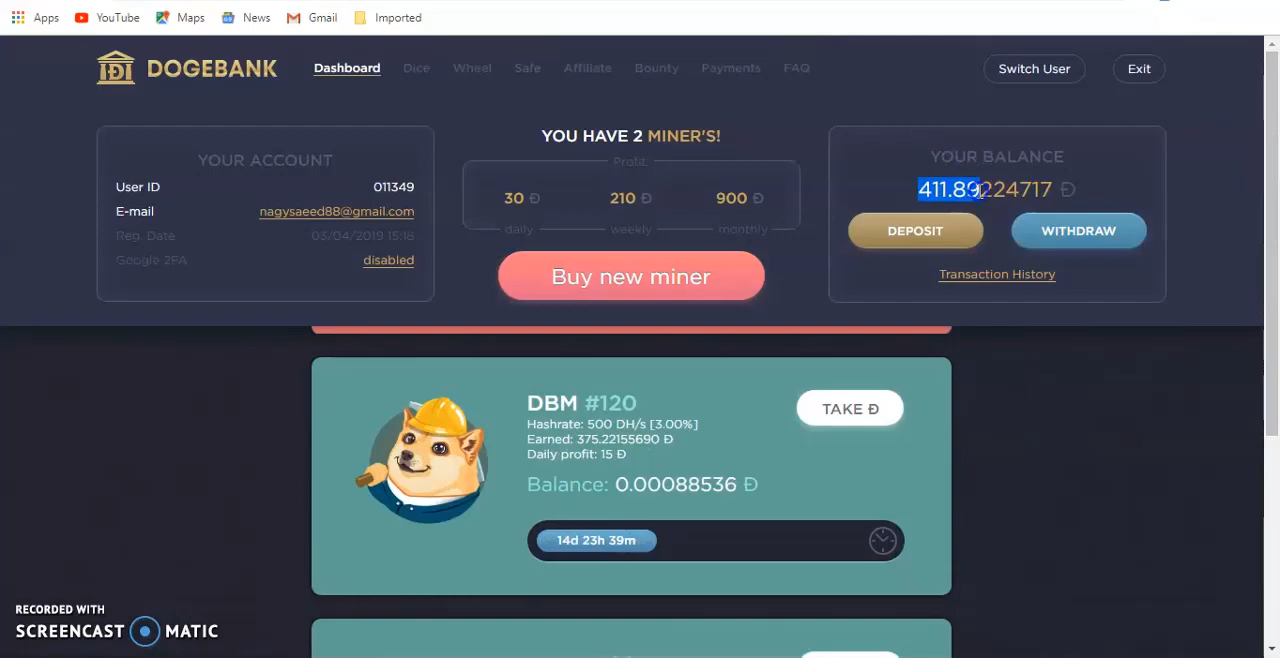 Apps YouTube Maps News Gmail Imported
DOGEBANK Dashboard Dice Wheel Safe Affiliate Bounty Payments FAQ Switch User Exit
YOUR ACCOUNT
User ID 011349
E-mail nagysaeed88@gmail.com
Reg. Date 03/04/2019 15:18
Google 2FA disabled
YOU HAVE 2 MINER'S!
Profit:
30 Ð 210 Ð 900 Ð
daily weekly monthly
Buy new miner
YOUR BALANCE
411.89224717 Ð
DEPOSIT WITHDRAW
Transaction History
DBM #120
Hashrate: 500 DH/s [3.00%]
Earned: 375.22155690 Ð
Daily profit: 15 Ð
Balance: 0.00088536 Ð
TAKE Ð
14d 23h 39m
RECORDED WITH
SCREENCAST MATIC